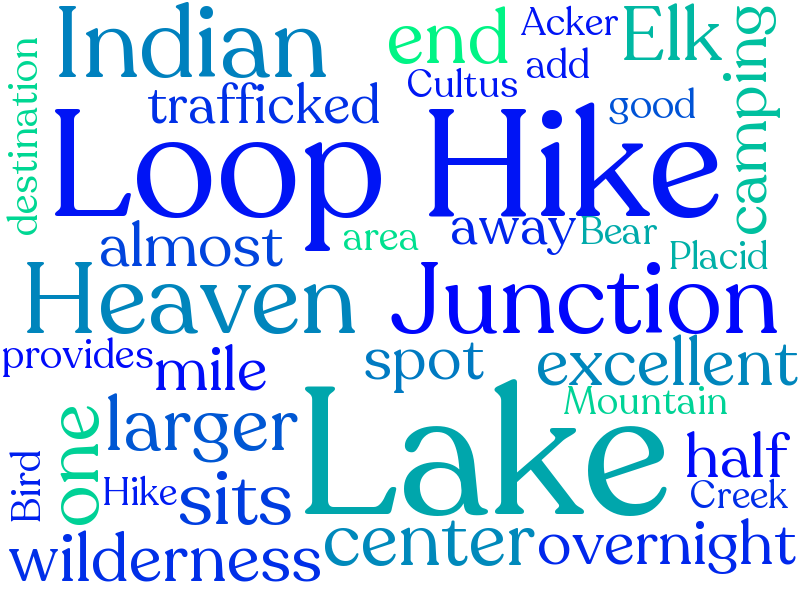 Indian
end
Acker
Elk
camping
destination
trafficked
Cultus
add
good
Loop
Hike
almost
area
away
Bear
Placid
Heaven
Junction
provides
mile
spot
excellent
Mountain
one
larger
Lake
half
Bird
Hike
sits
Creek
wilderness
center
overnight